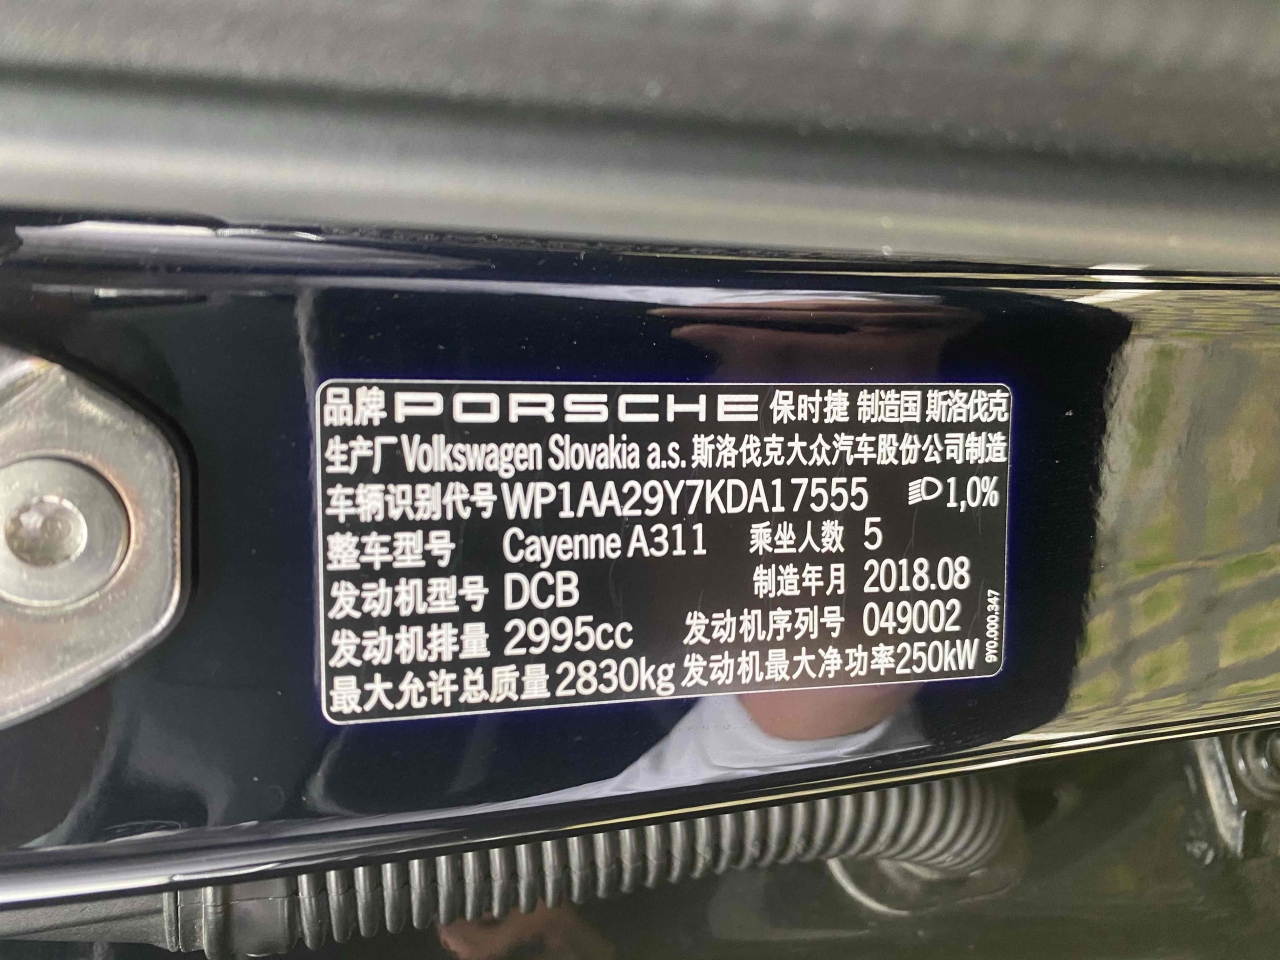 品牌 PORSCHE 保时捷 制造国 斯洛伐克
生产厂 Volkswagen Slovakia a.s. 斯洛伐克大众汽车股份公司制造
车辆识别代号 WP1AA29Y7KDA17555 1,0%
整车型号 Cayenne A311 乘坐人数 5
发动机型号 DCB 制造年月 2018.08
发动机排量 2995cc 发动机序列号 049002
最大允许总质量 2830kg 发动机最大净功率 250kW
9Y0.000.347